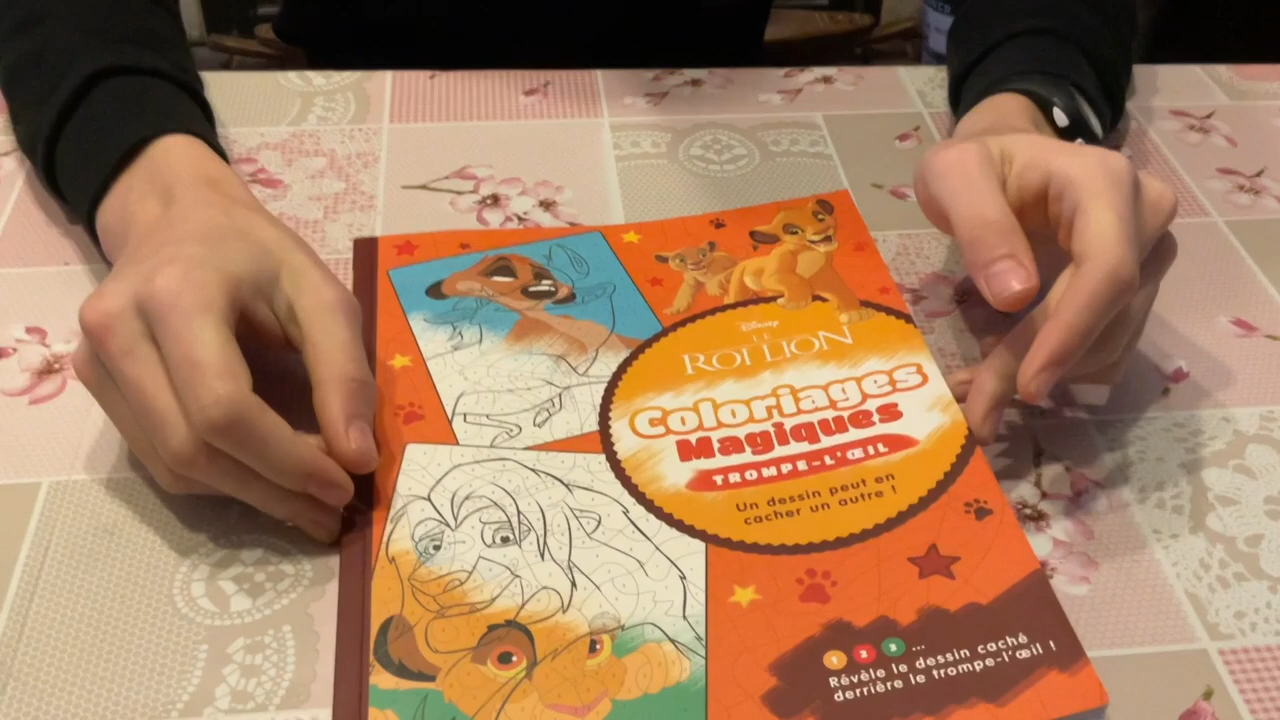 Disney
LE
ROI LION
Coloriages
Magiques
TROMPE-L'ŒIL
Un dessin peut en
cacher un autre !
1 2 3 ...
Révèle le dessin caché
derrière le trompe-l'œil !